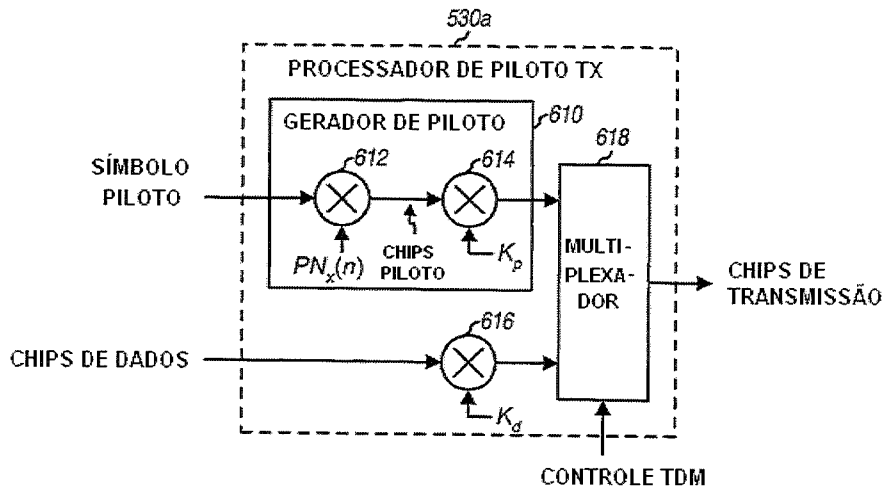 530a
PROCESSADOR DE PILOTO TX
GERADOR DE PILOTO
610
612
614
618
SÍMBOLO
PILOTO
PNx(n)
CHIPS
PILOTO
Kp
MULTI-
PLEXA-
DOR
CHIPS DE
TRANSMISSÃO
616
CHIPS DE DADOS
Kd
CONTROLE TDM